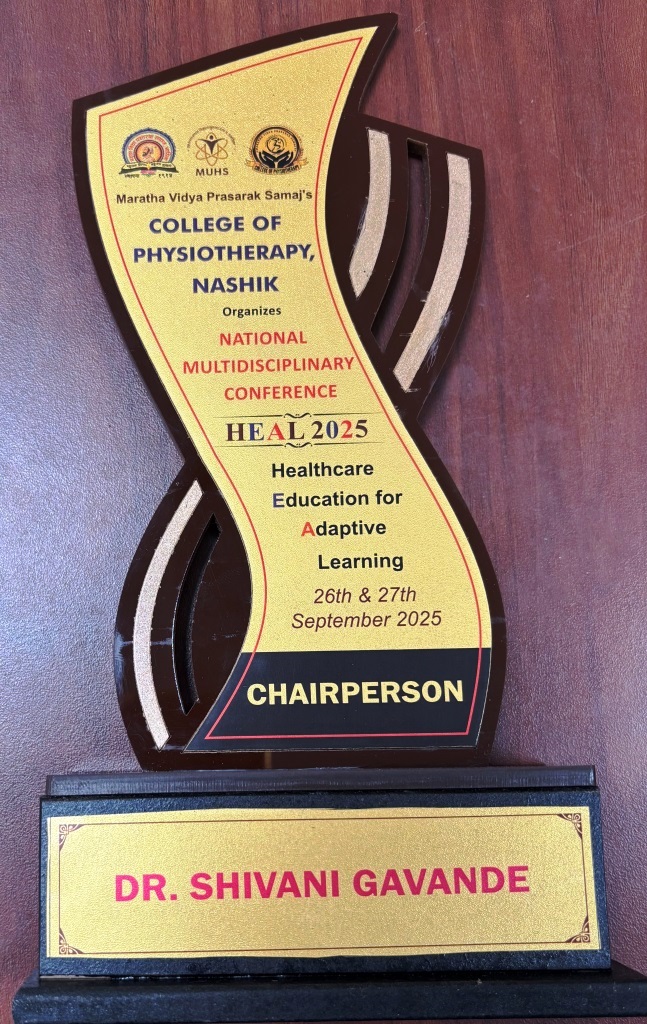 MUHS
Maratha Vidya Prasarak Samaj's
COLLEGE OF
PHYSIOTHERAPY,
NASHIK
Organizes
NATIONAL
MULTIDISCIPLINARY
CONFERENCE
HEAL 2025
Healthcare
Education for
Adaptive
Learning
26th & 27th
September 2025
CHAIRPERSON
DR. SHIVANI GAVANDE